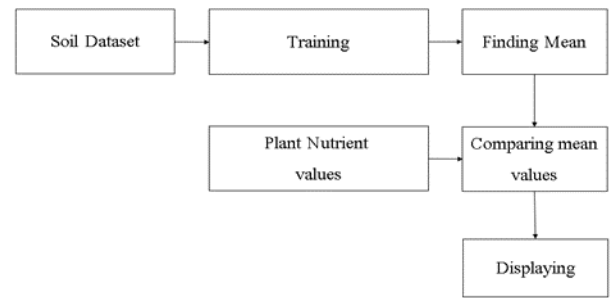 Soil Dataset
Training
Finding Mean
Plant Nutrient
values
Comparing mean
values
Displaying